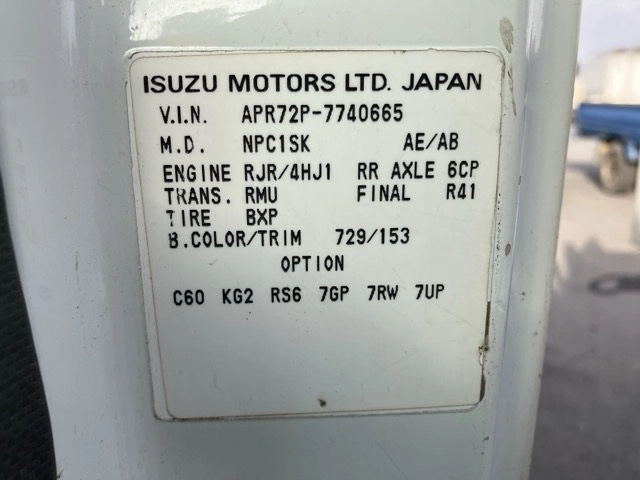 ISUZU MOTORS LTD. JAPAN
V.I.N. APR72P-7740665
M.D. NPC1SK AE/AB
ENGINE RJR/4HJ1 RR AXLE 6CP
TRANS. RMU FINAL R41
TIRE BXP
B.COLOR/TRIM 729/153
OPTION
C60 KG2 RS6 7GP 7RW 7UP